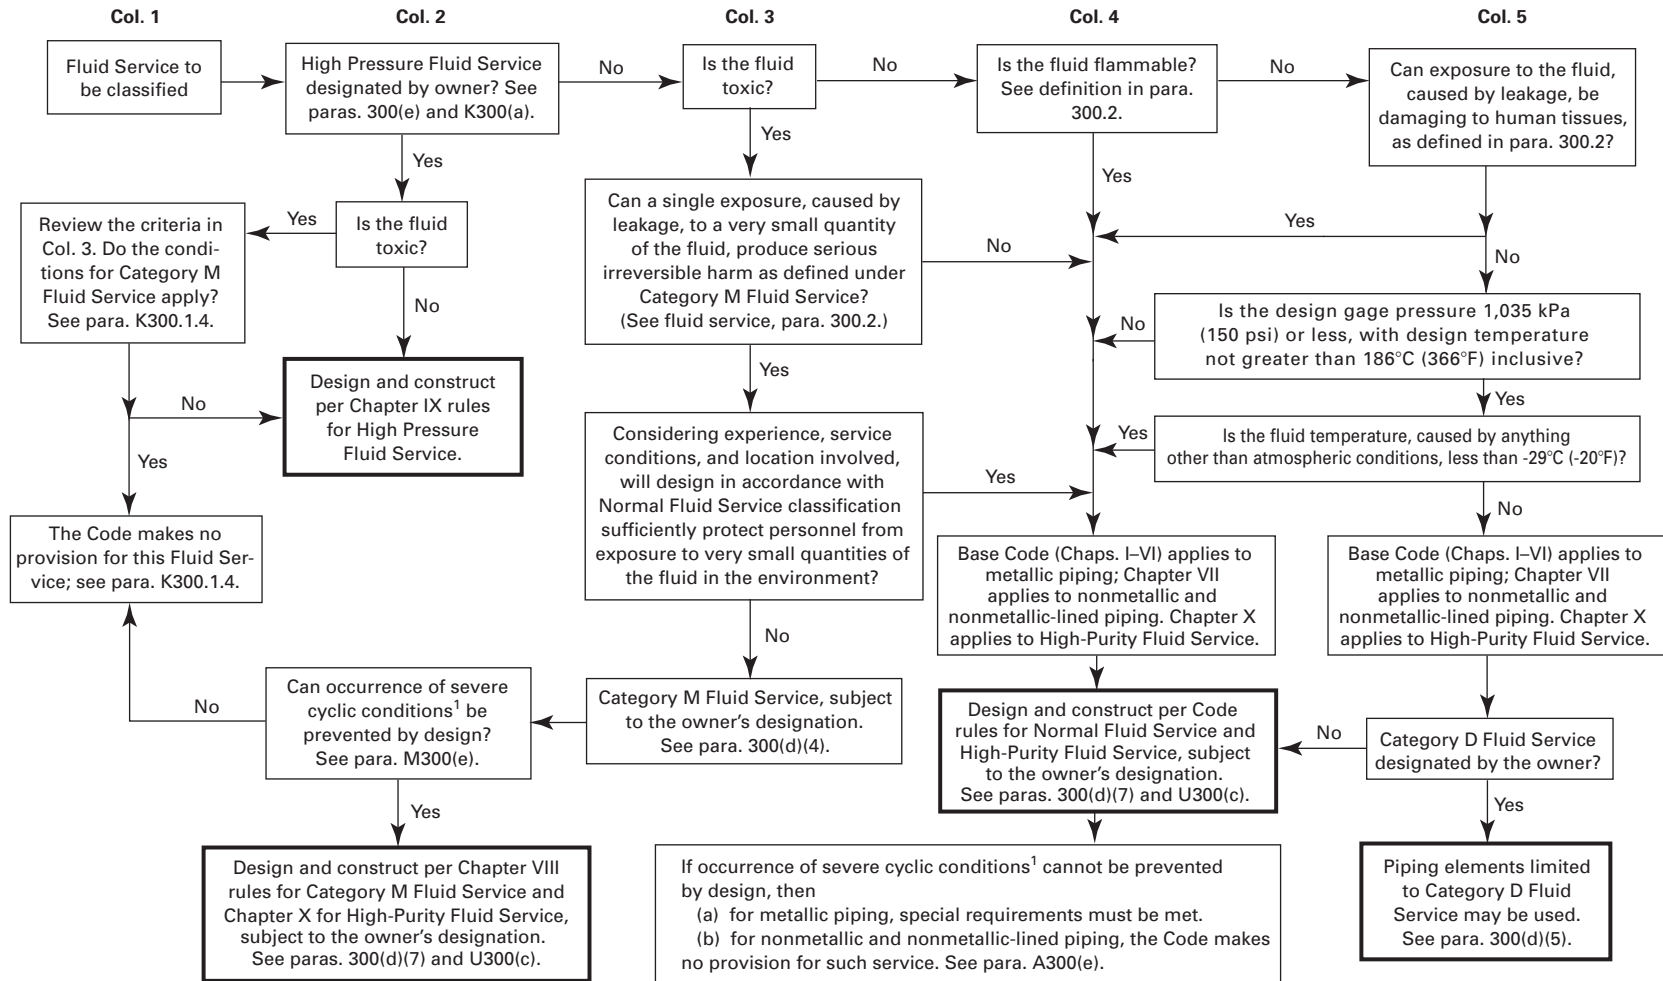 Col. 1
Col. 2
Col. 3
Col. 4
Col. 5
Fluid Service to
be classified
High Pressure Fluid Service
designated by owner? See
paras. 300(e) and K300(a).
No
Is the fluid
toxic?
No
Is the fluid flammable?
See definition in para.
300.2.
No
Can exposure to the fluid,
caused by leakage, be
damaging to human tissues,
as defined in para. 300.2?
Yes
Yes
Yes
Review the criteria in
Col. 3. Do the condi-
tions for Category M
Fluid Service apply?
See para. K300.1.4.
Yes
Is the fluid
toxic?
Can a single exposure, caused by
leakage, to a very small quantity
of the fluid, produce serious
irreversible harm as defined under
Category M Fluid Service?
(See fluid service, para. 300.2.)
No
Yes
No
No
Is the design gage pressure 1,035 kPa
(150 psi) or less, with design temperature
not greater than 186°C (366°F) inclusive?
No
Yes
Yes
No
Design and construct
per Chapter IX rules
for High Pressure
Fluid Service.
Yes
Considering experience, service
conditions, and location involved,
will design in accordance with
Normal Fluid Service classification
sufficiently protect personnel from
exposure to very small quantities of
the fluid in the environment?
Yes
Yes
Is the fluid temperature, caused by anything
other than atmospheric conditions, less than -29°C (-20°F)?
No
The Code makes no
provision for this Fluid Ser-
vice; see para. K300.1.4.
Base Code (Chaps. I–VI) applies to
metallic piping; Chapter VII
applies to nonmetallic and
nonmetallic-lined piping. Chapter X
applies to High-Purity Fluid Service.
Base Code (Chaps. I–VI) applies to
metallic piping; Chapter VII
applies to nonmetallic and
nonmetallic-lined piping. Chapter X
applies to High-Purity Fluid Service.
No
No
Can occurrence of severe
cyclic conditions1 be
prevented by design?
See para. M300(e).
Category M Fluid Service, subject
to the owner's designation.
See para. 300(d)(4).
Design and construct per Code
rules for Normal Fluid Service and
High-Purity Fluid Service, subject
to the owner's designation.
See paras. 300(d)(7) and U300(c).
No
Category D Fluid Service
designated by the owner?
Yes
Yes
Design and construct per Chapter VIII
rules for Category M Fluid Service and
Chapter X for High-Purity Fluid Service,
subject to the owner's designation.
See paras. 300(d)(7) and U300(c).
If occurrence of severe cyclic conditions1 cannot be prevented
by design, then
(a) for metallic piping, special requirements must be met.
(b) for nonmetallic and nonmetallic-lined piping, the Code makes
no provision for such service. See para. A300(e).
Piping elements limited
to Category D Fluid
Service may be used.
See para. 300(d)(5).